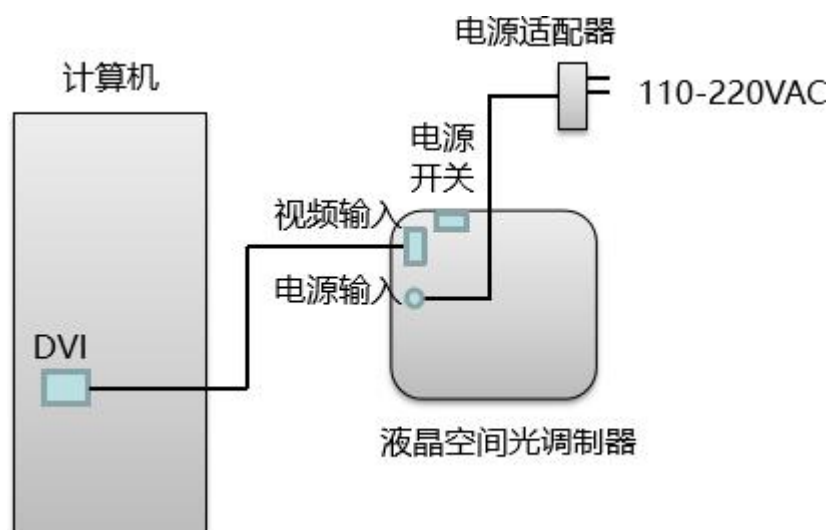 电源适配器
计算机
110-220VAC
电源
开关
视频输入
电源输入
DVI
液晶空间光调制器